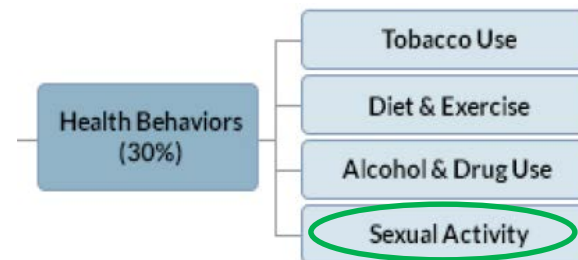 Health Behaviors
(30%)
Tobacco Use
Diet & Exercise
Alcohol & Drug Use
Sexual Activity